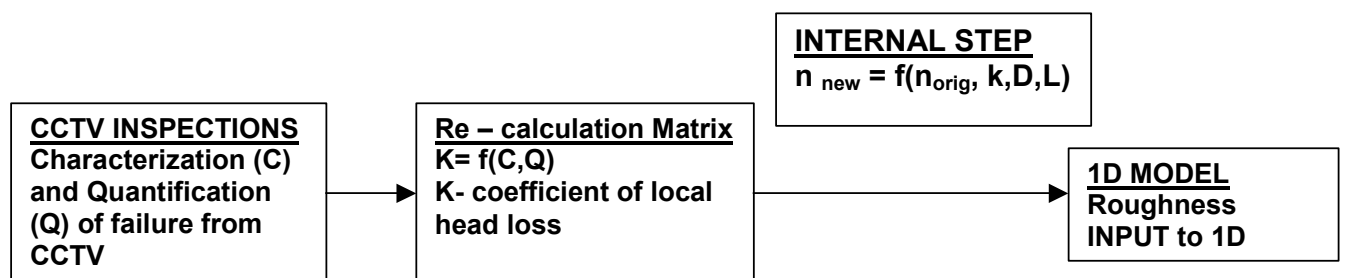 INTERNAL STEP
n new = f(norig, k,D,L)
CCTV INSPECTIONS
Characterization (C)
and Quantification
(Q) of failure from
CCTV
Re – calculation Matrix
K= f(C,Q)
K- coefficient of local
head loss
1D MODEL
Roughness
INPUT to 1D